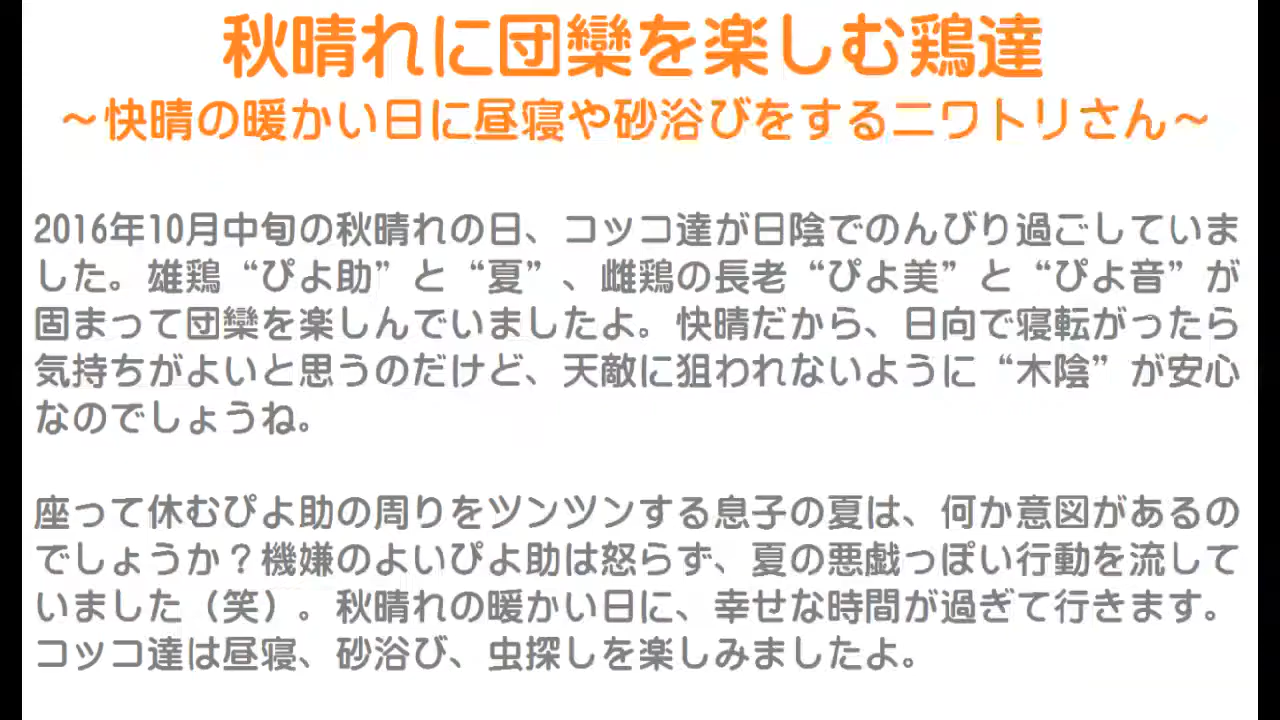 秋晴れに団欒を楽しむ鶏達
～快晴の暖かい日に昼寝や砂浴びをするニワトリさん～
2016年10月中旬の秋晴れの日、コッコ達が日陰でのんびり過ごしていま
した。雄鶏“ぴよ助”と“夏”、雌鶏の長老“ぴよ美”と“ぴよ音”が
固まって団欒を楽しんでいましたよ。快晴だから、日向で寝転がったら
気持ちがよいと思うのだけど、天敵に狙われないように“木陰”が安心
なのでしょうね。
座って休むぴよ助の周りをツンツンする息子の夏は、何か意図があるの
でしょうか？機嫌のよいぴよ助は怒らず、夏の悪戯っぽい行動を流して
いました（笑）。秋晴れの暖かい日に、幸せな時間が過ぎて行きます。
コッコ達は昼寝、砂浴び、虫探しを楽しみましたよ。